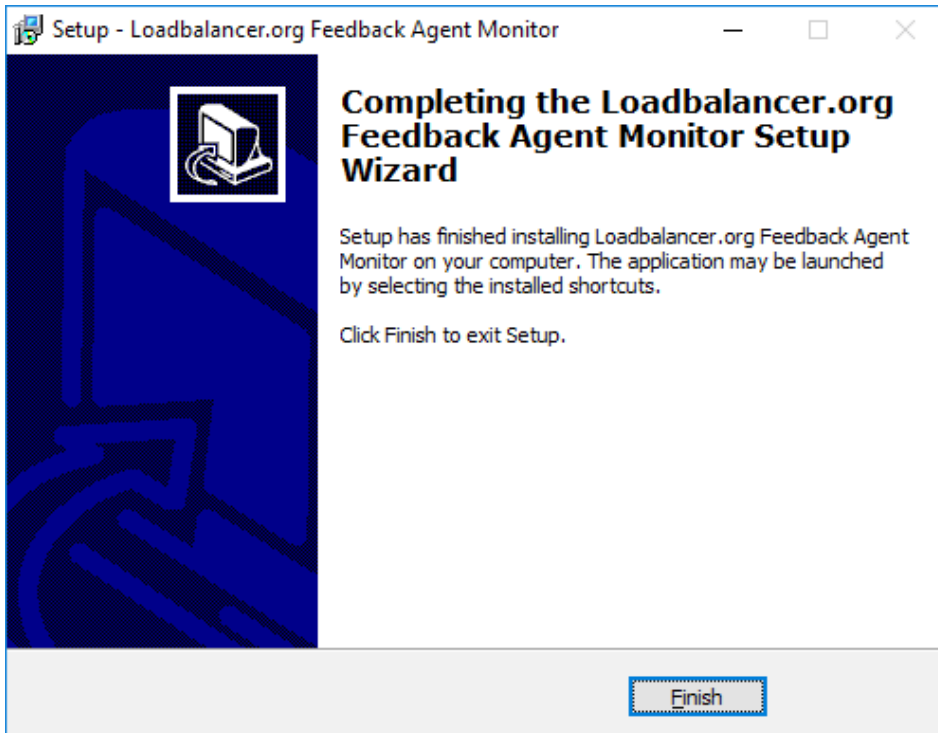 Setup - Loadbalancer.org Feedback Agent Monitor
Completing the Loadbalancer.org
Feedback Agent Monitor Setup
Wizard
Setup has finished installing Loadbalancer.org Feedback Agent
Monitor on your computer. The application may be launched
by selecting the installed shortcuts.
Click Finish to exit Setup.
Finish